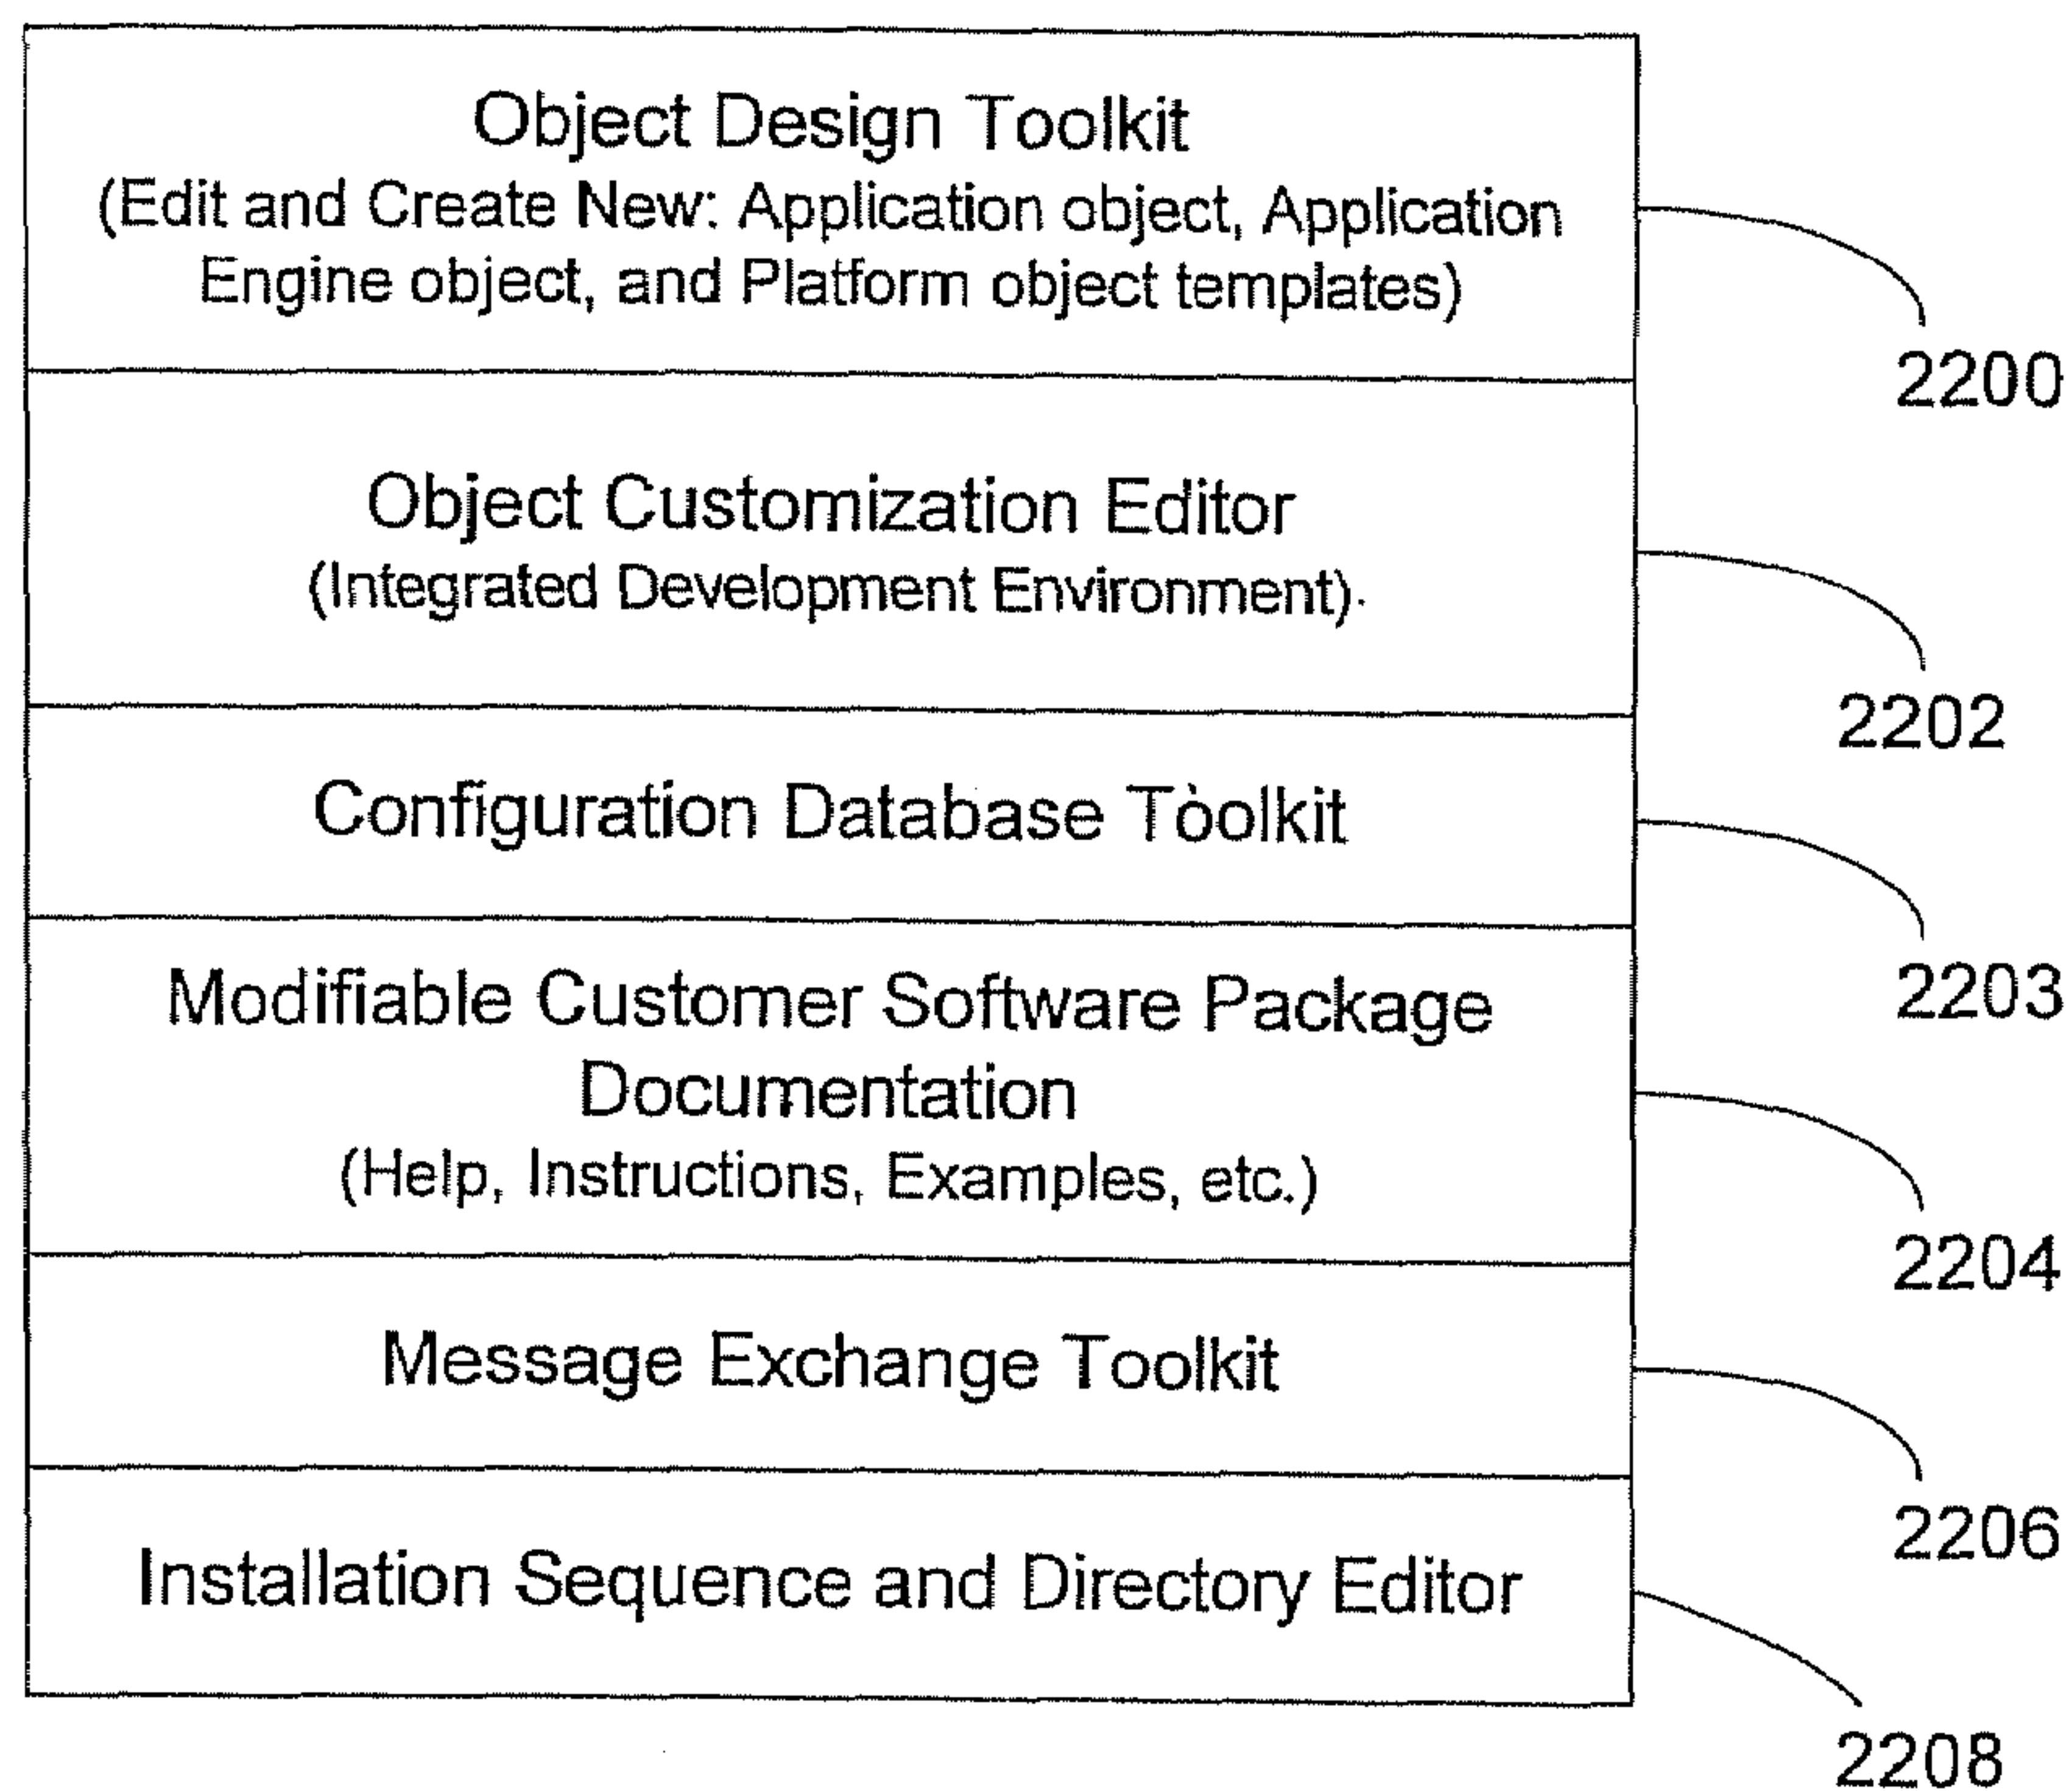 Object Design Toolkit
(Edit and Create New: Application object, Application
Engine object, and Platform object templates)
2200
Object Customization Editor
(Integrated Development Environment)
2202
Configuration Database Toolkit
2203
Modifiable Customer Software Package
Documentation
(Help, Instructions, Examples, etc.)
2204
Message Exchange Toolkit
2206
Installation Sequence and Directory Editor
2208